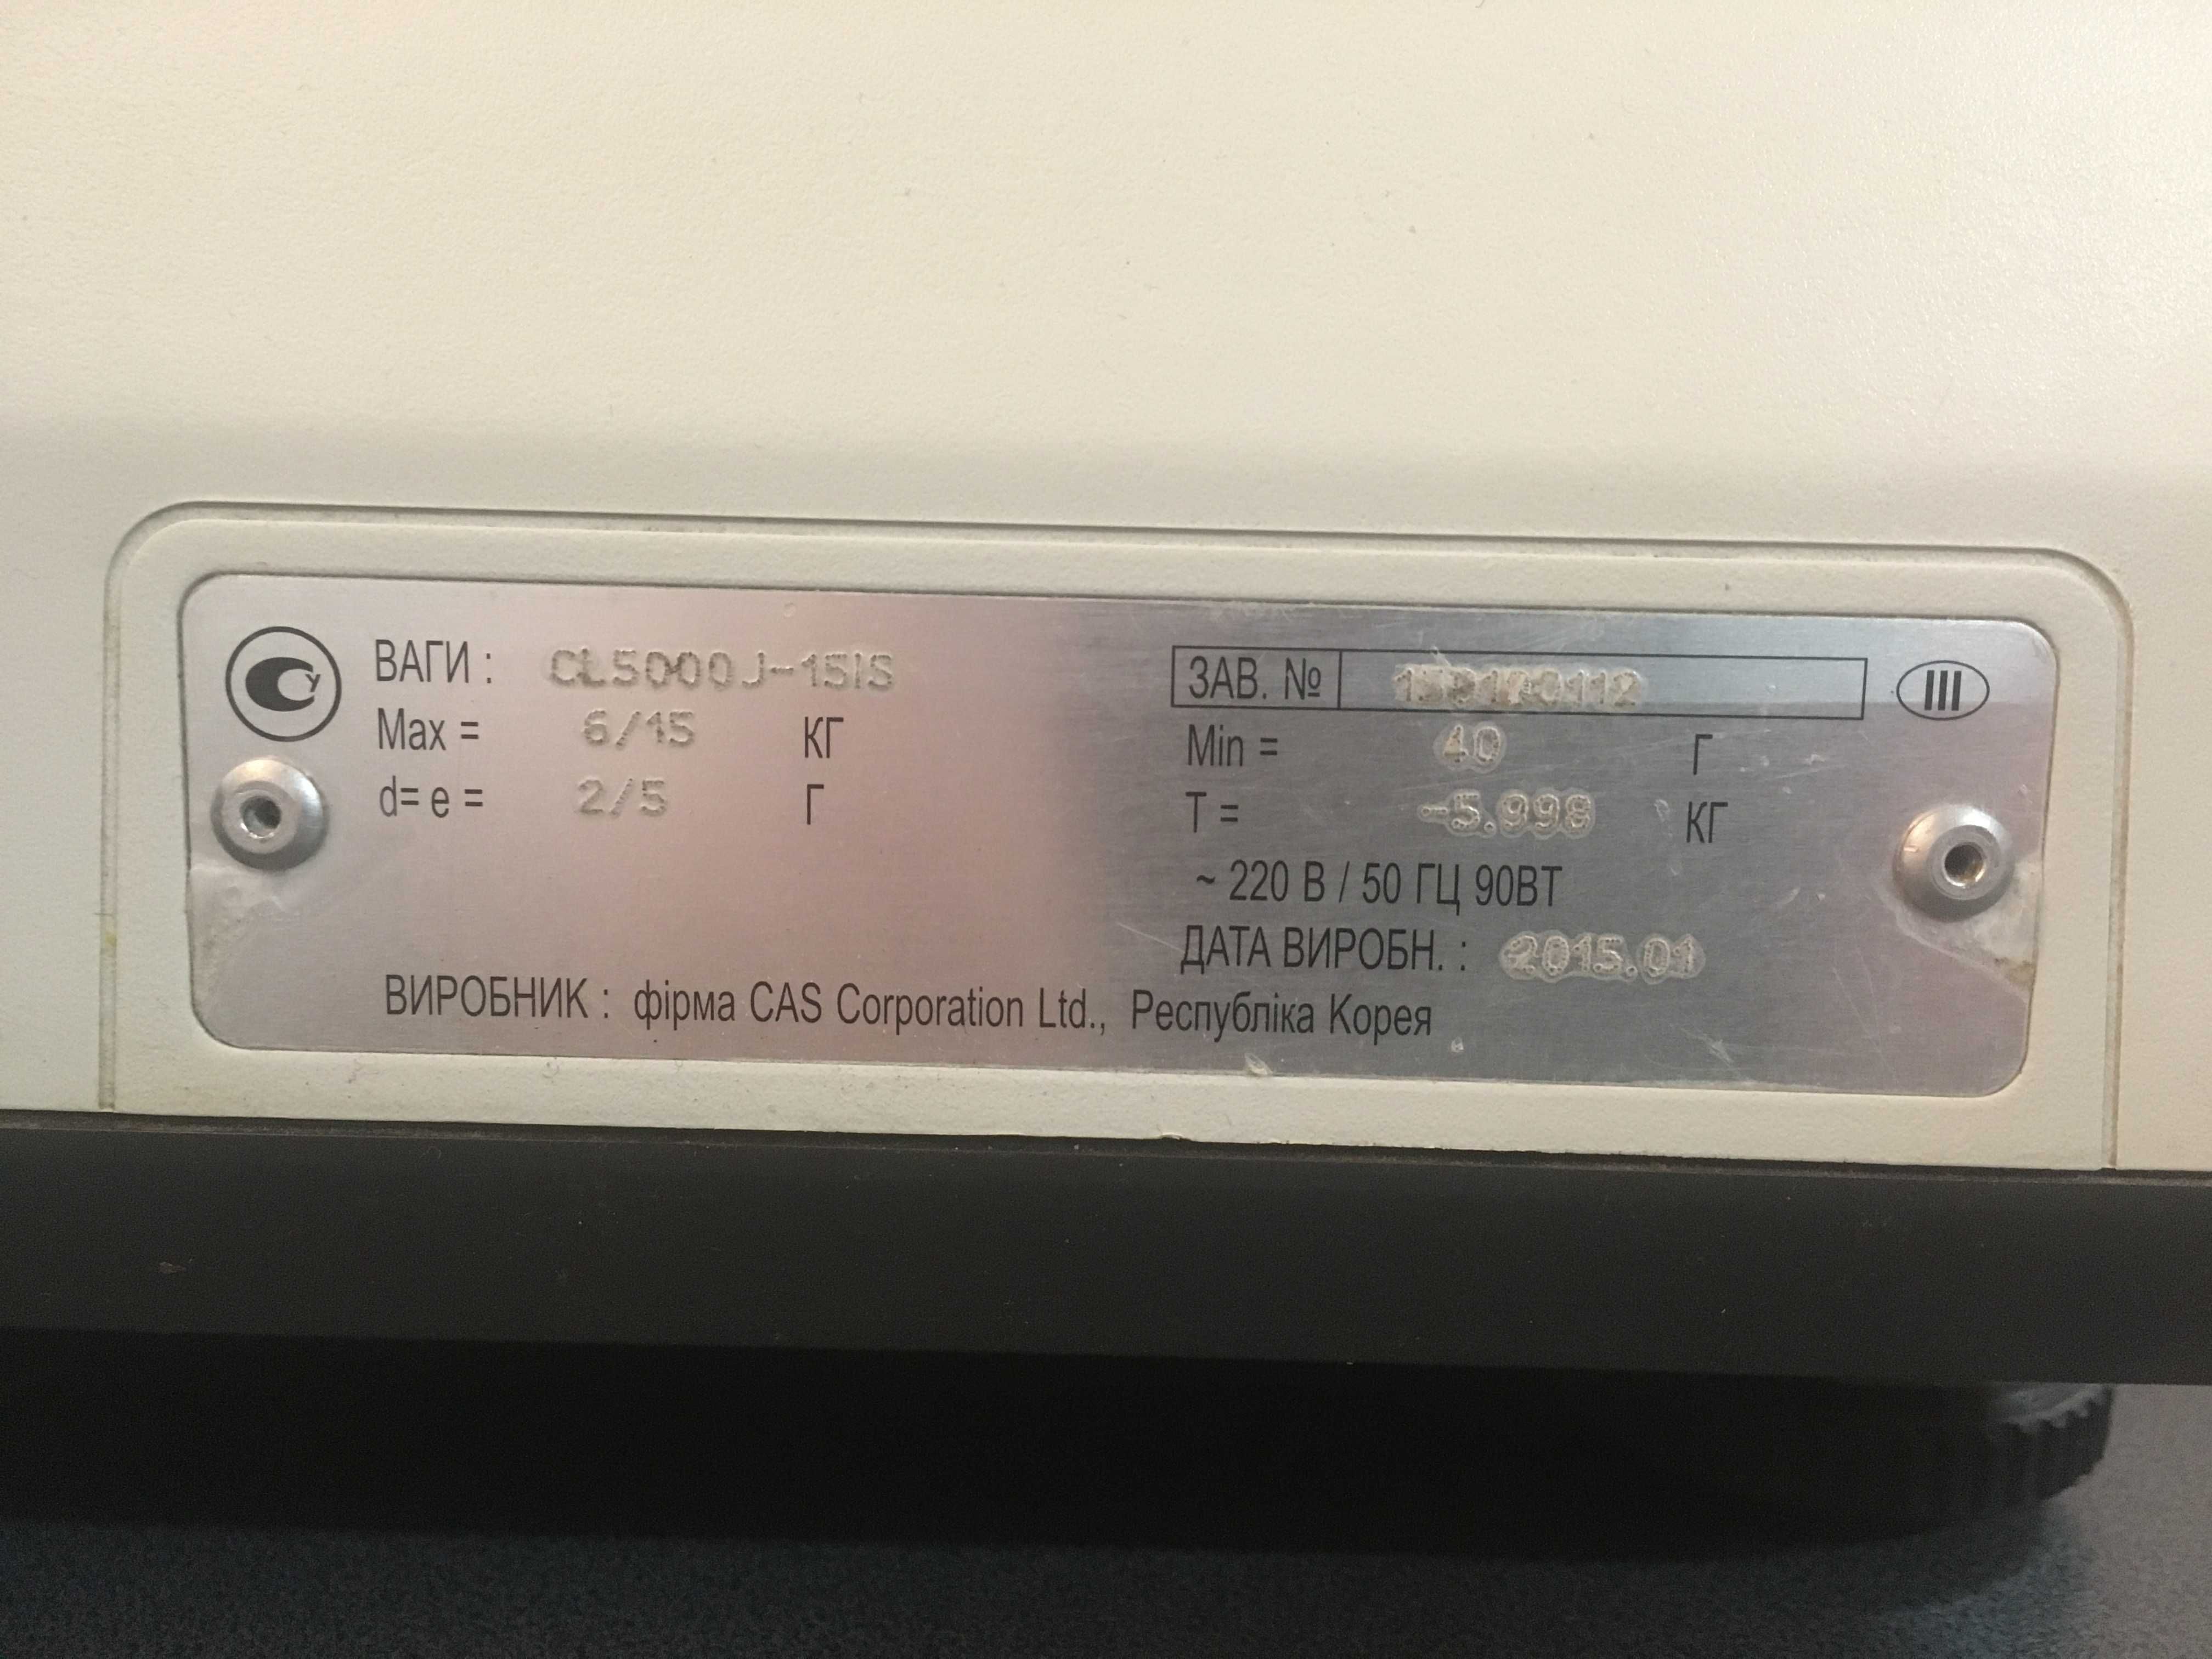 ВАГИ : CL5000J-15IS
Max = 6/15 КГ
d= e = 2/5 Г
ЗАВ. №
III
Min = 40 Г
T = -5.998 КГ
~ 220 В / 50 ГЦ 90ВТ
ДАТА ВИРОБН. : 2015.01
ВИРОБНИК : фірма CAS Corporation Ltd., Республіка Корея